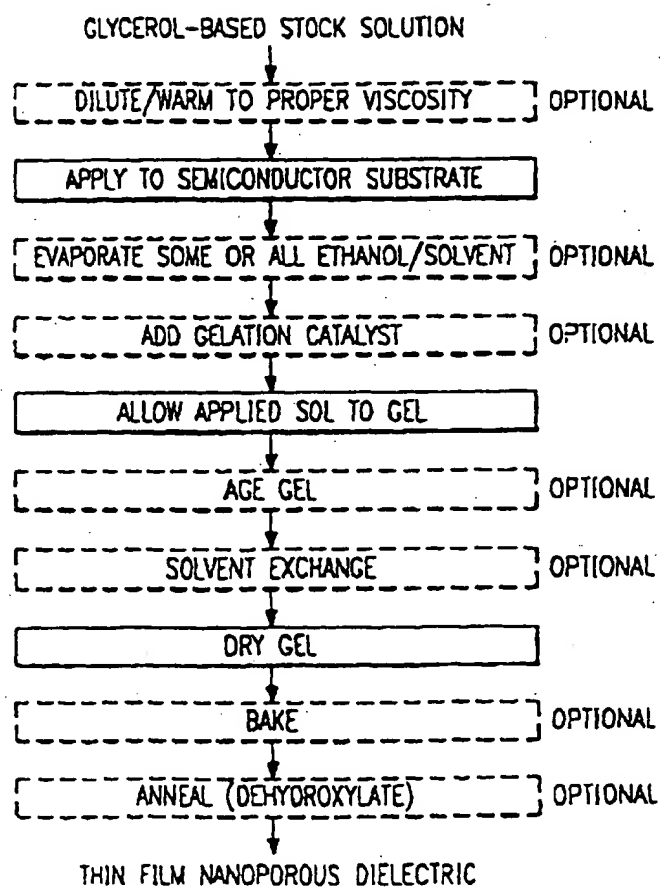 GLYCEROL-BASED STOCK SOLUTION
DILUTE/WARM TO PROPER VISCOSITY OPTIONAL
APPLY TO SEMICONDUCTOR SUBSTRATE
EVAPORATE SOME OR ALL ETHANOL/SOLVENT OPTIONAL
ADD GELATION CATALYST OPTIONAL
ALLOW APPLIED SOL TO GEL
AGE GEL OPTIONAL
SOLVENT EXCHANGE OPTIONAL
DRY GEL
BAKE OPTIONAL
ANNEAL (DEHYDROXYLATE) OPTIONAL
THIN FILM NANOPOROUS DIELECTRIC